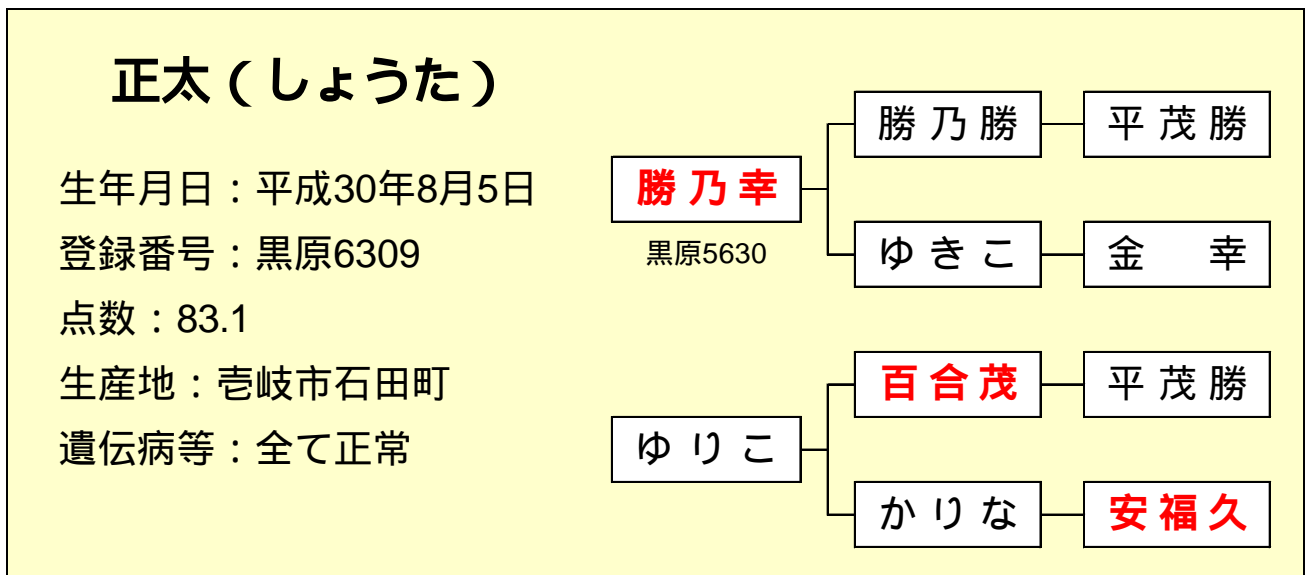 正太(しょうた)
生年月日:平成30年8月5日
登録番号:黒原6309
点数:83.1
生産地:壱岐市石田町
遺伝病等:全て正常
勝乃幸
黒原5630
勝乃勝
平茂勝
ゆきこ
金 幸
ゆりこ
百合茂
平茂勝
かりな
安福久